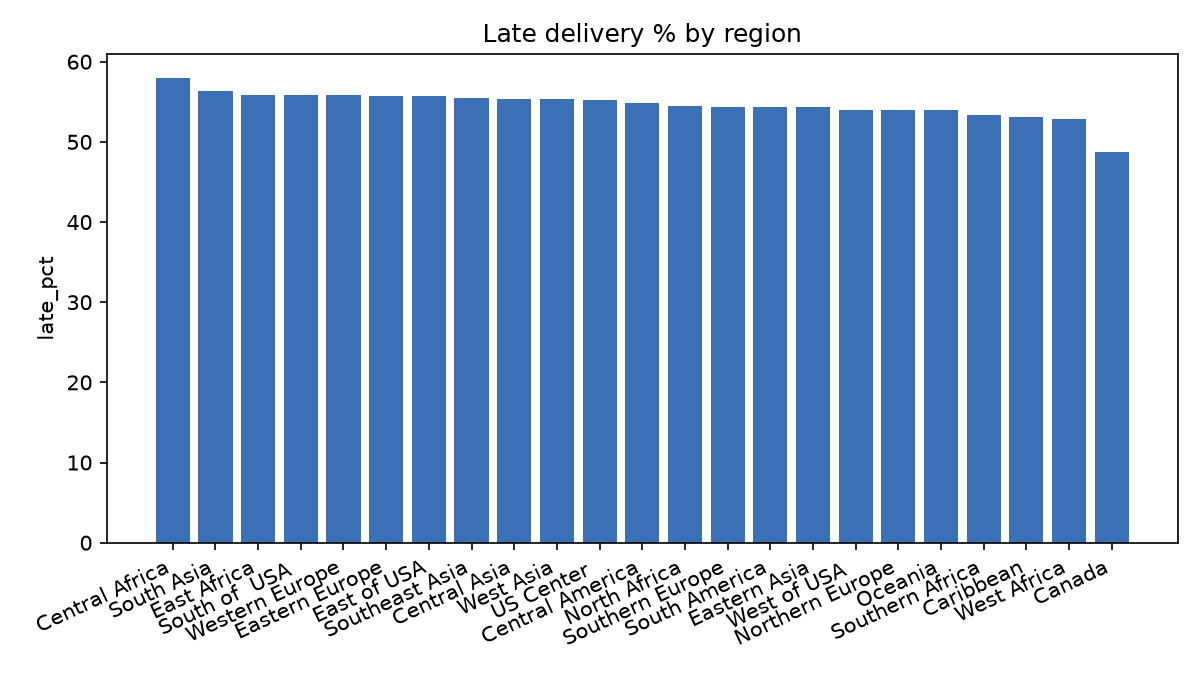 Late delivery % by region
late_pct
60
50
40
30
20
10
0
Central Africa
South Asia
East Africa
South of  USA
Western Europe
Eastern Europe
East of USA
Southeast Asia
Central Asia
West Asia
US Center
Central America
North Africa
Southern Europe
South America
Eastern Asia
West of USA
Northern Europe
Oceania
Southern Africa
Caribbean
West Africa
Canada